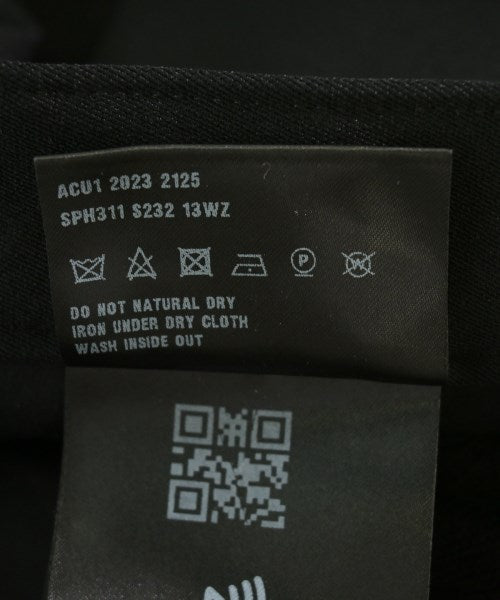 ACU1 2023 2125
SPH311 S232 13WZ
P W
DO NOT NATURAL DRY
IRON UNDER DRY CLOTH
WASH INSIDE OUT